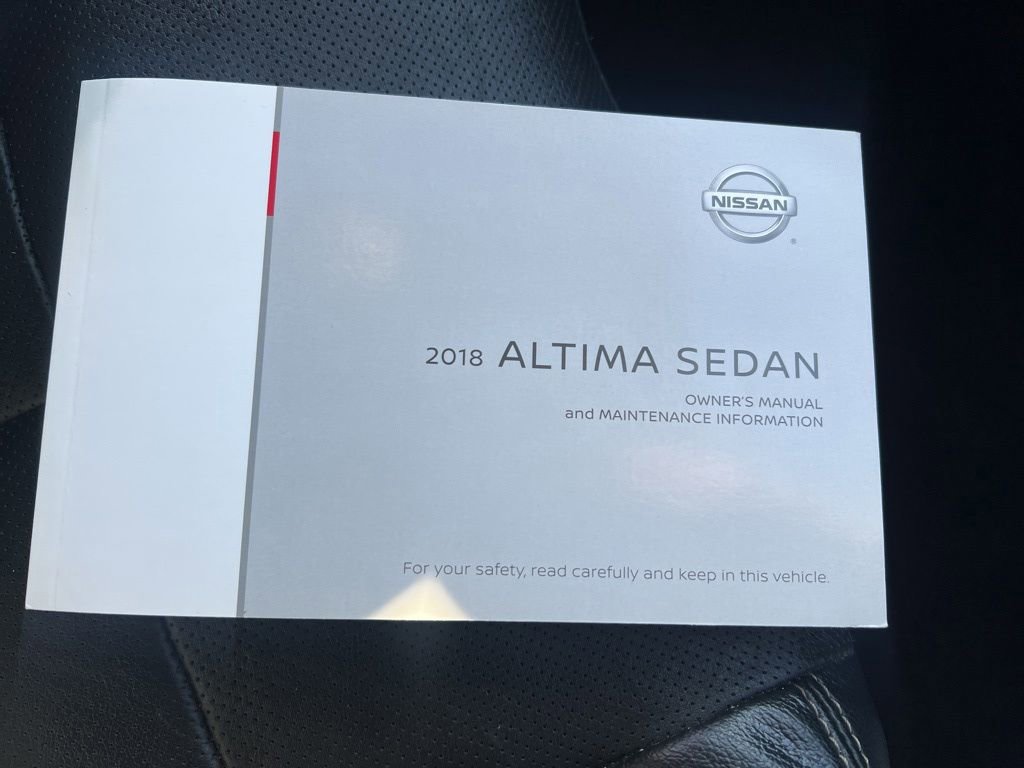 NISSAN
®
2018 ALTIMA SEDAN
OWNER'S MANUAL
and MAINTENANCE INFORMATION
For your safety, read carefully and keep in this vehicle.